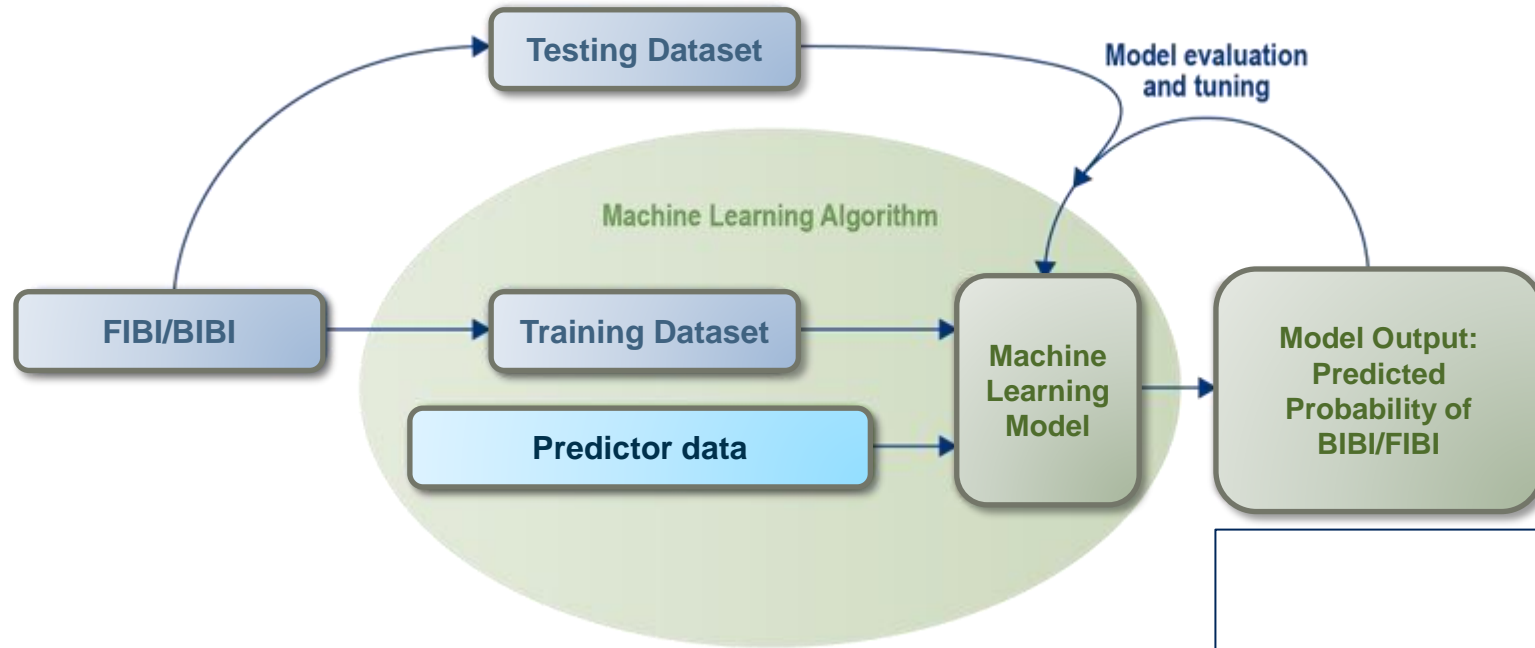 Testing Dataset
Model evaluation
and tuning
Machine Learning Algorithm
FIBI/BIBI
Training Dataset
Machine
Learning
Model
Model Output:
Predicted
Probability of
BIBI/FIBI
Predictor data